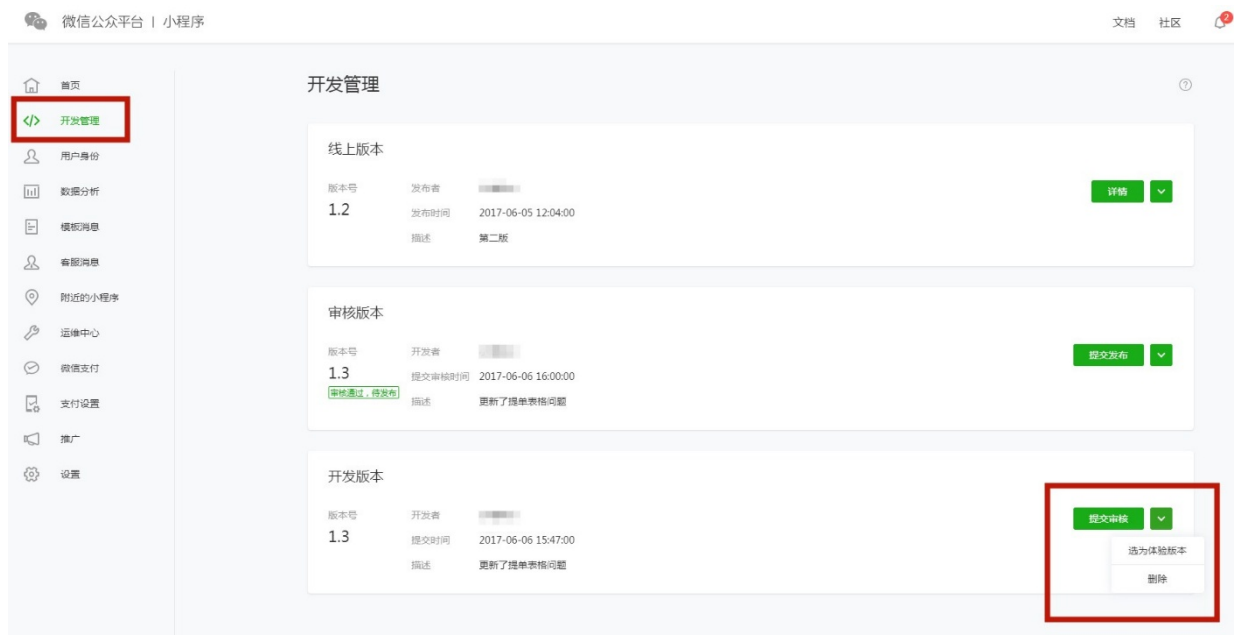 微信公众平台 | 小程序
文档 社区 2
首页
开发管理
用户身份
数据分析
模板消息
客服消息
附近的小程序
运维中心
微信支付
支付设置
推广
设置
开发管理
线上版本
版本号 发布者
1.2 发布时间 2017-06-05 12:04:00
描述 第二版
详情
审核版本
版本号 开发者
1.3 提交审核时间 2017-06-06 16:00:00
审核通过，待发布
描述 更新了提单表格问题
提交发布
开发版本
版本号 开发者
1.3 提交时间 2017-06-06 15:47:00
描述 更新了提单表格问题
提交审核
选为体验版本
删除